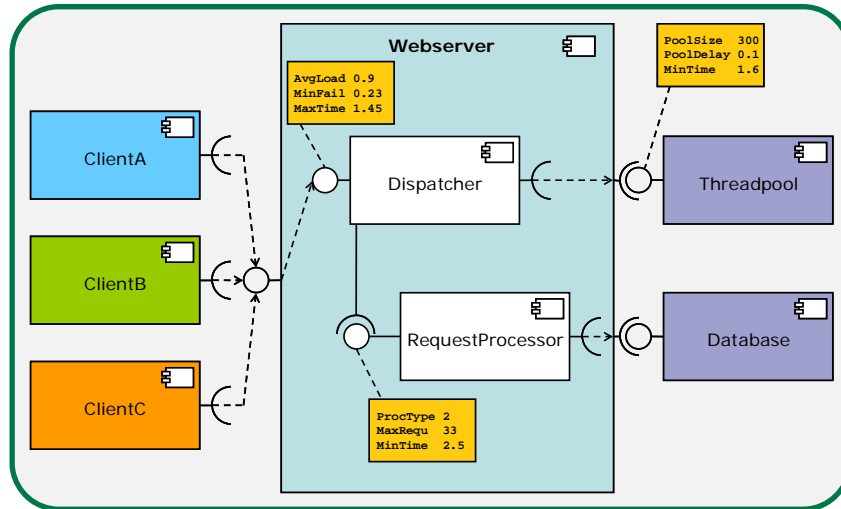 Webserver
PoolSize 300
PoolDelay 0.1
MinTime 1.6
AvgLoad 0.9
MinFail 0.23
MaxTime 1.45
ClientA
Dispatcher
Threadpool
ClientB
RequestProcessor
Database
ClientC
ProcType 2
MaxRequ 33
MinTime 2.5